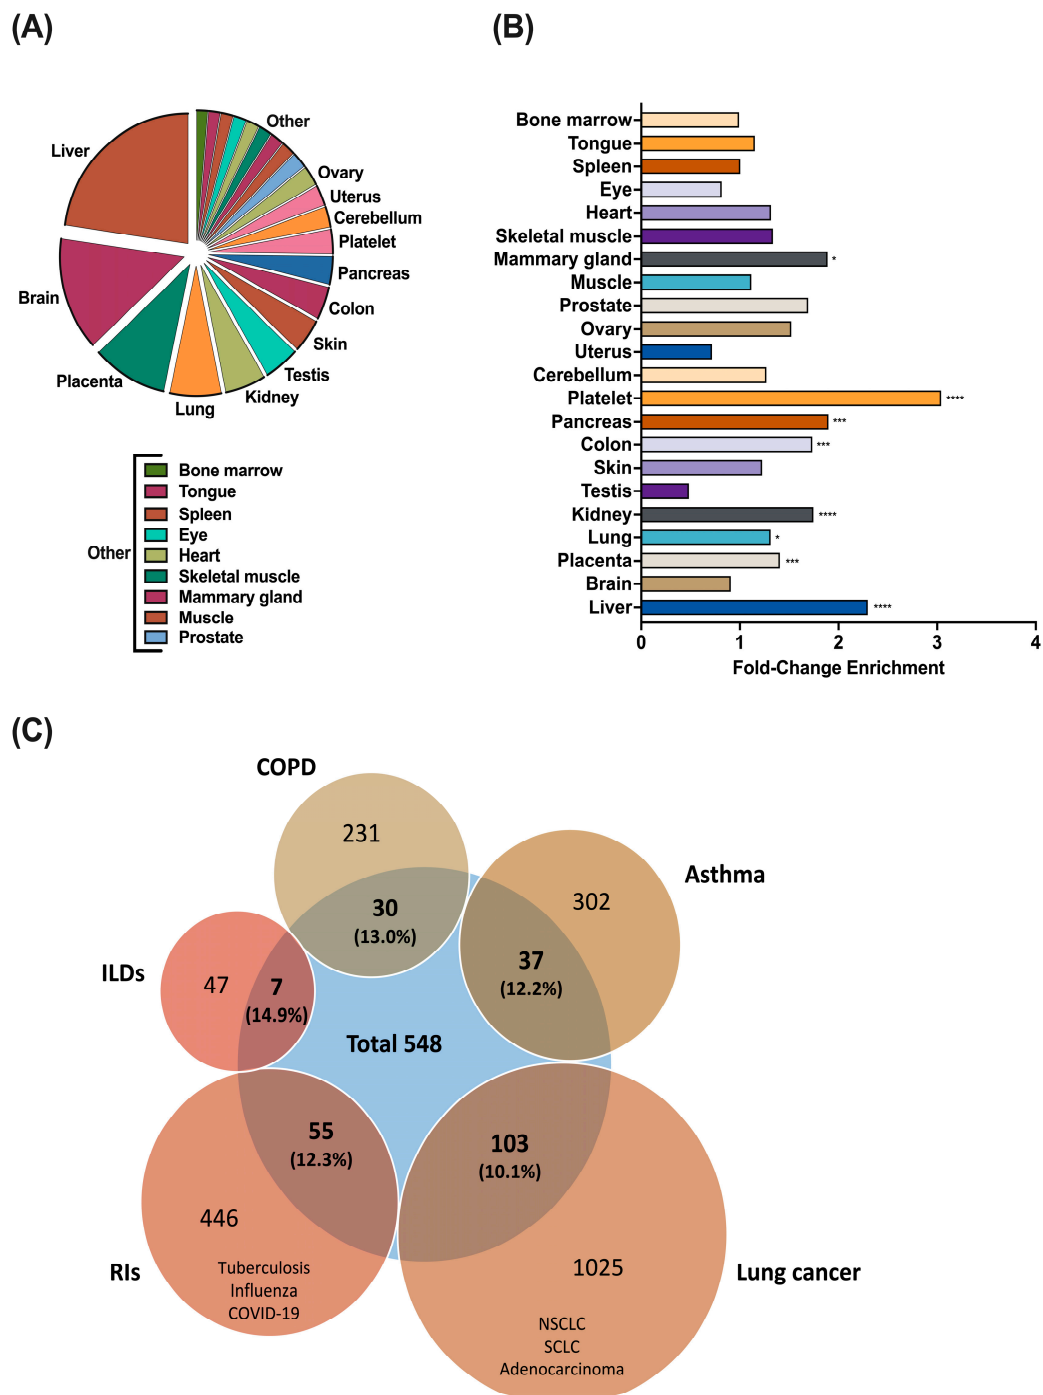 (A)
Liver
Other
Ovary
Uterus
Cerebellum
Platelet
Pancreas
Colon
Skin
Testis
Kidney
Lung
Placenta
Brain
Other
Bone marrow
Tongue
Spleen
Eye
Heart
Skeletal muscle
Mammary gland
Muscle
Prostate
(B)
Bone marrow
Tongue
Spleen
Eye
Heart
Skeletal muscle
Mammary gland *
Muscle
Prostate
Ovary
Uterus
Cerebellum
Platelet ****
Pancreas ***
Colon ***
Skin
Testis
Kidney ****
Lung *
Placenta ***
Brain
Liver ****
0 1 2 3 4
Fold-Change Enrichment
(C)
COPD
231
30
(13.0%)
Asthma
302
37
(12.2%)
ILDs
47
7
(14.9%)
Total 548
55
(12.3%)
103
(10.1%)
446
RIs
Tuberculosis
Influenza
COVID-19
1025
Lung cancer
NSCLC
SCLC
Adenocarcinoma